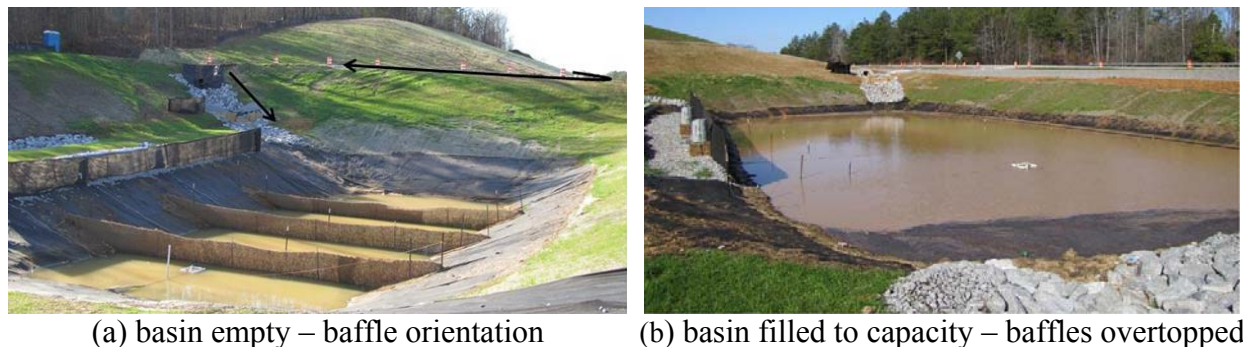 (a) basin empty – baffle orientation
(b) basin filled to capacity – baffles overtopped